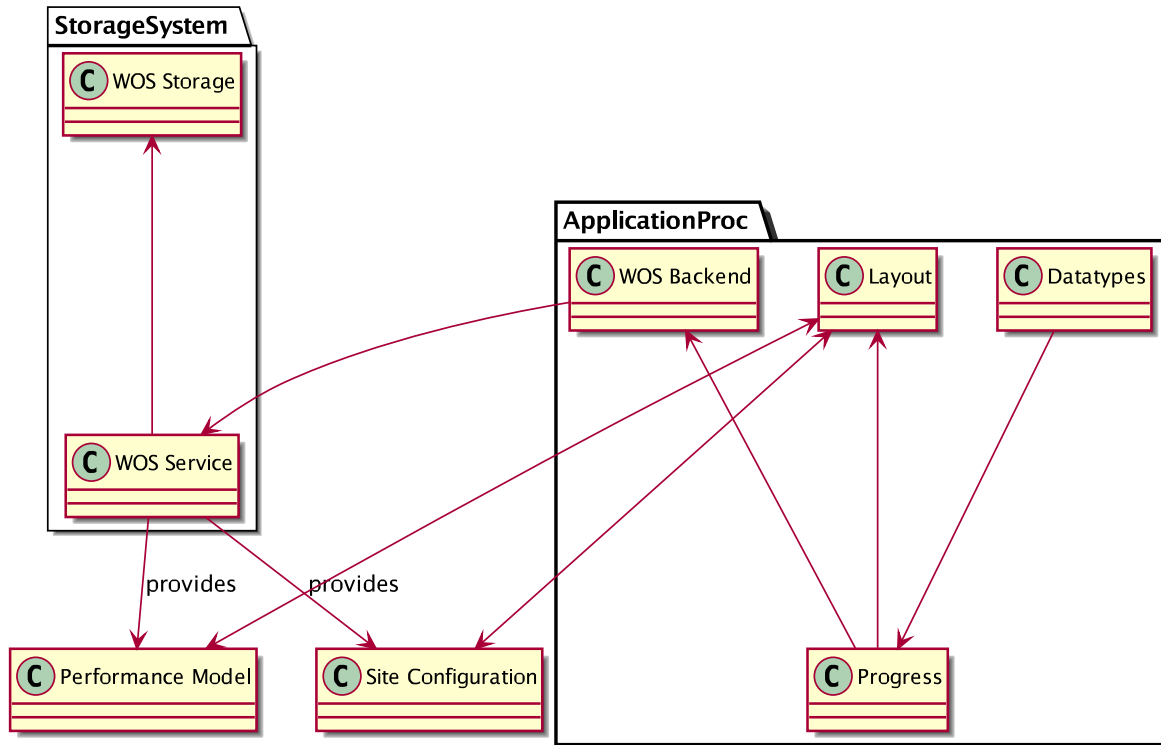 StorageSystem
C WOS Storage
ApplicationProc
C WOS Backend
C Layout
C Datatypes
C WOS Service
provides
provides
C Performance Model
C Site Configuration
C Progress